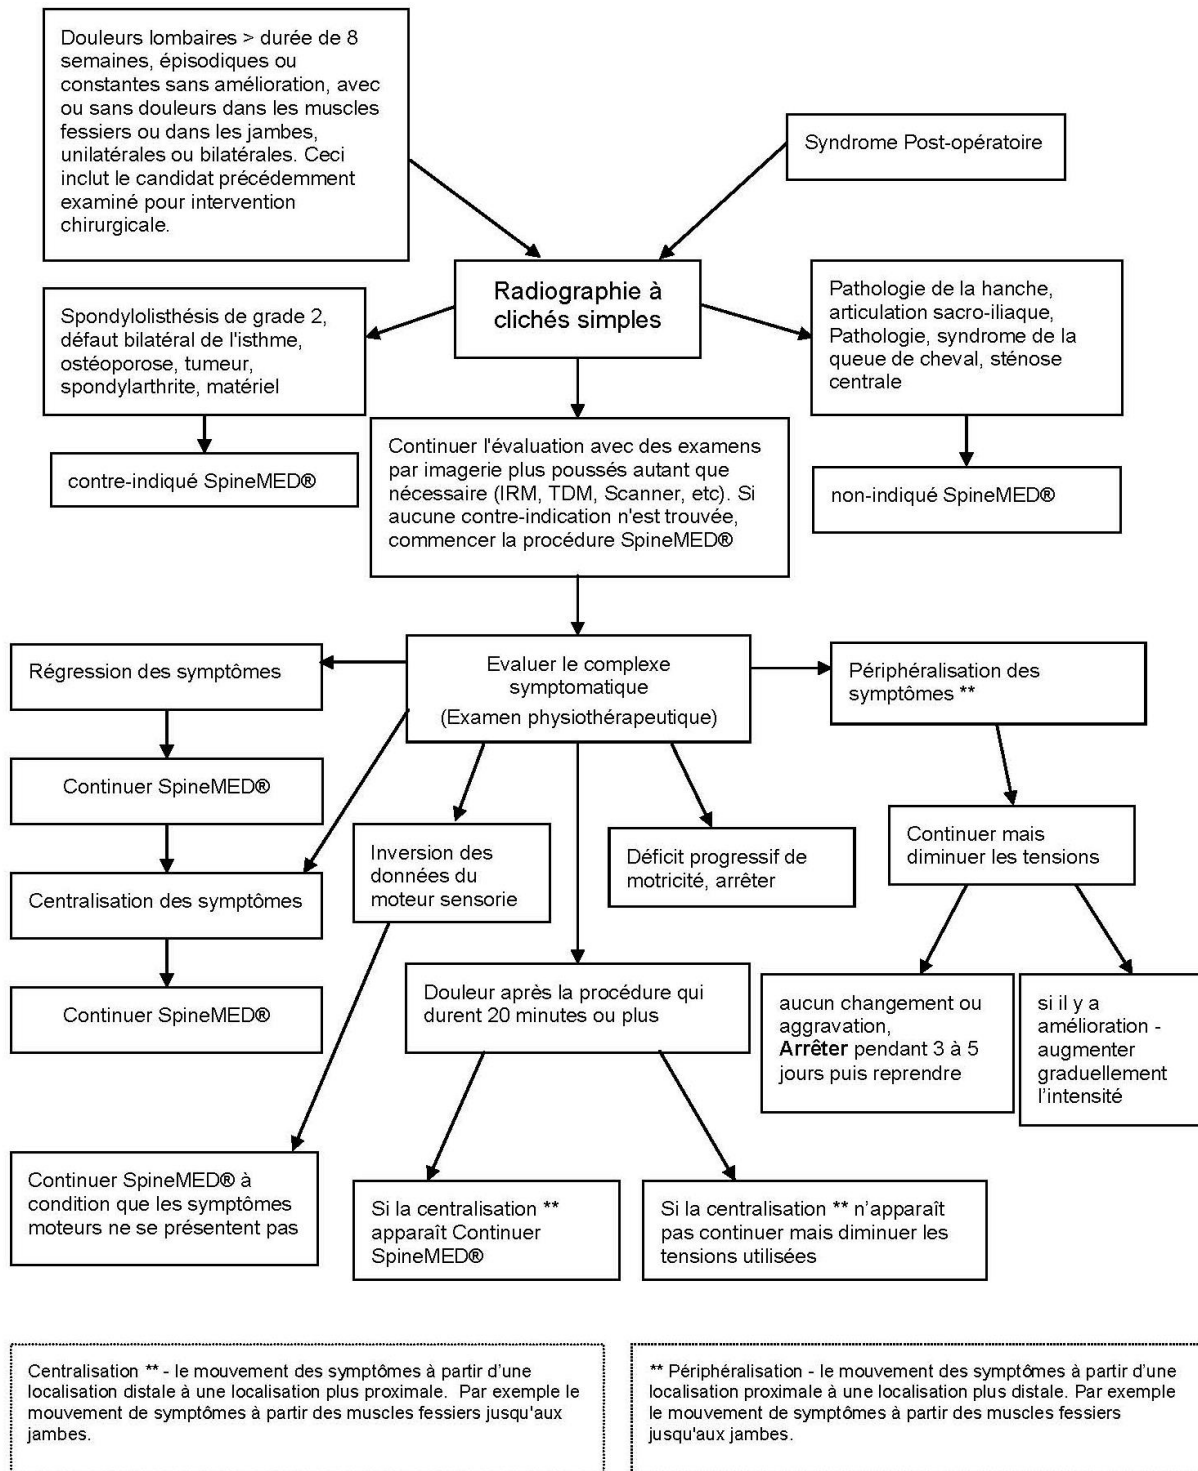 Douleurs lombaires > durée de 8
semaines, épisodiques ou
constantes sans amélioration, avec
ou sans douleurs dans les muscles
fessiers ou dans les jambes,
unilatérales ou bilatérales. Ceci
inclut le candidat précédemment
examiné pour intervention
chirurgicale.
Syndrome Post-opératoire
Radiographie à
clichés simples
Spondylolisthésis de grade 2,
défaut bilatéral de l'isthme,
ostéoporose, tumeur,
spondylarthrite, matériel
Pathologie de la hanche,
articulation sacro-iliaque,
Pathologie, syndrome de la
queue de cheval, sténose
centrale
contre-indiqué SpineMED®
Continuer l'évaluation avec des examens
par imagerie plus poussés autant que
nécessaire (IRM, TDM, Scanner, etc). Si
aucune contre-indication n'est trouvée,
commencer la procédure SpineMED®
non-indiqué SpineMED®
Régression des symptômes
Evaluer le complexe
symptomatique
(Examen physiothérapeutique)
Périphéralisation des
symptômes **
Continuer SpineMED®
Centralisation des symptômes
Continuer SpineMED®
Inversion des
données du
moteur sensorie
Déficit progressif de
motricité, arrêter
Continuer mais
diminuer les tensions
Douleur après la procédure qui
durent 20 minutes ou plus
aucun changement ou
aggravation,
Arrêter pendant 3 à 5
jours puis reprendre
si il y a
amélioration -
augmenter
graduellement
l’intensité
Continuer SpineMED® à
condition que les symptômes
moteurs ne se présentent pas
Si la centralisation **
apparaît Continuer
SpineMED®
Si la centralisation ** n’apparaît
pas continuer mais diminuer les
tensions utilisées
Centralisation ** - le mouvement des symptômes à partir d’une
localisation distale à une localisation plus proximale. Par exemple le
mouvement de symptômes à partir des muscles fessiers jusqu'aux
jambes.
** Périphéralisation - le mouvement des symptômes à partir d’une
localisation proximale à une localisation plus distale. Par exemple
le mouvement de symptômes à partir des muscles fessiers
jusqu'aux jambes.